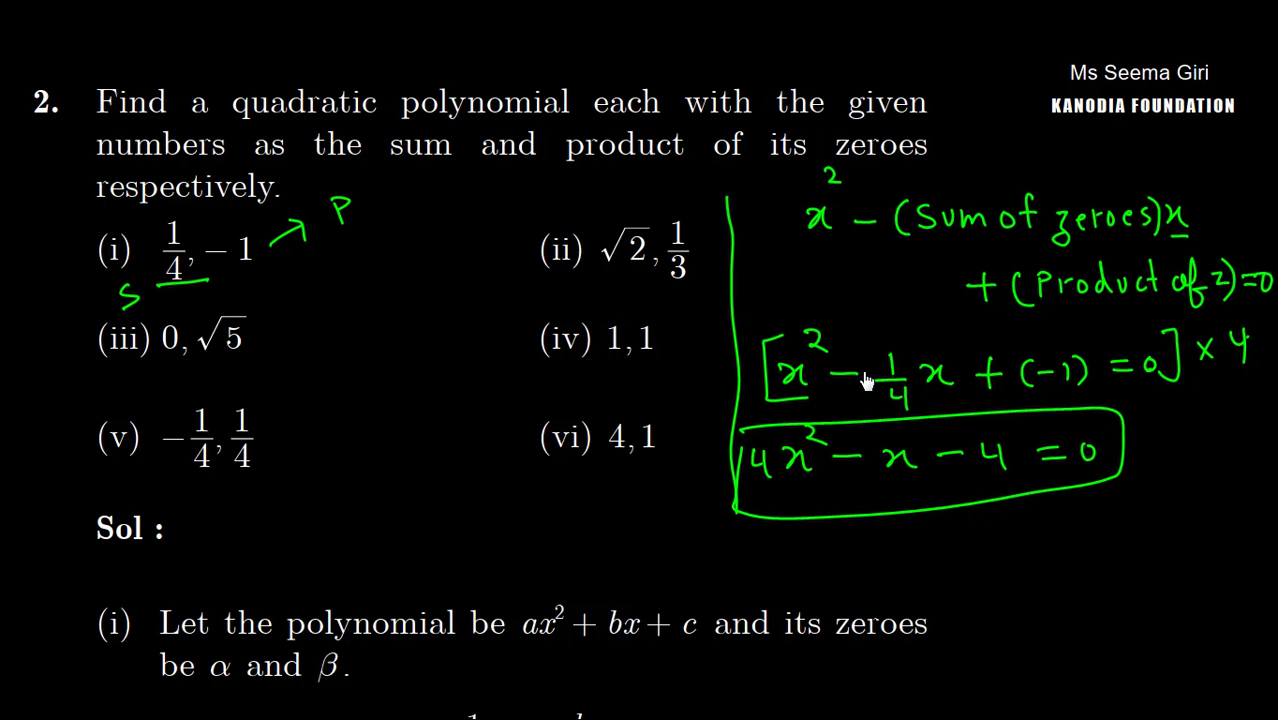 Ms Seema Giri
KANODIA FOUNDATION
2. Find a quadratic polynomial each with the given
numbers as the sum and product of its zeroes
respectively.
(i) 1/4, −1 → P
S
(ii) √2, 1/3
(iii) 0, √5
(iv) 1, 1
(v) −1/4, 1/4
(vi) 4, 1
x² − (Sum of zeroes)x
+ (Product of z) = 0
[x² − 1/4 x + (−1) = 0] × 4
4x² − x − 4 = 0
Sol :
(i) Let the polynomial be ax² + bx + c and its zeroes
be α and β.